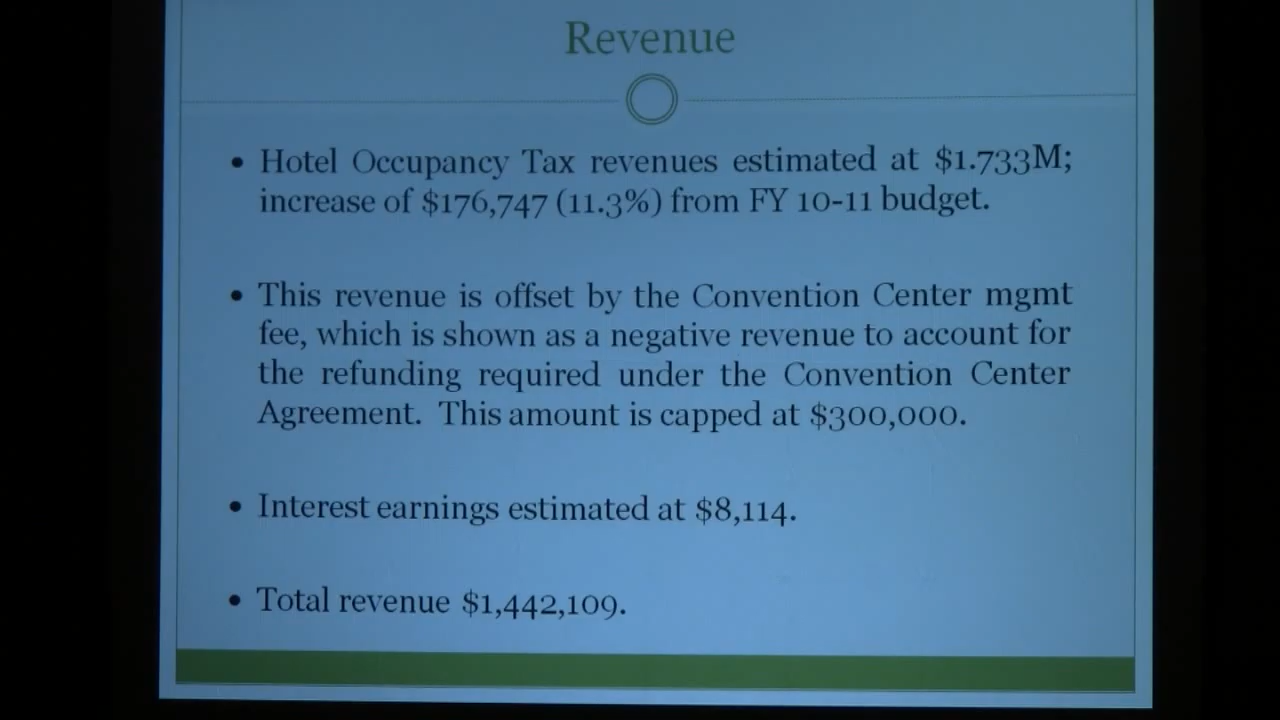 Revenue
• Hotel Occupancy Tax revenues estimated at $1.733M;
increase of $176,747 (11.3%) from FY 10-11 budget.
• This revenue is offset by the Convention Center mgmt
fee, which is shown as a negative revenue to account for
the refunding required under the Convention Center
Agreement. This amount is capped at $300,000.
• Interest earnings estimated at $8,114.
• Total revenue $1,442,109.